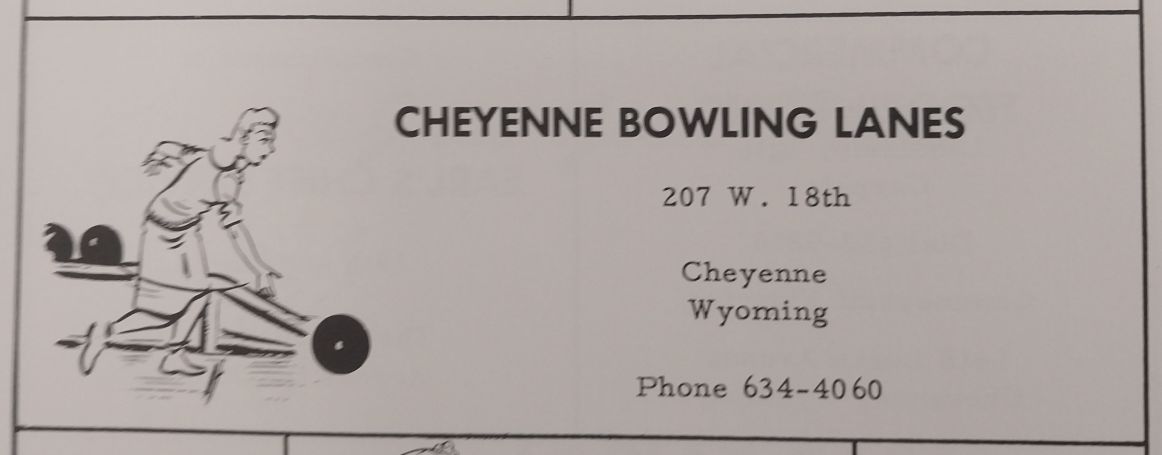 CHEYENNE BOWLING LANES
207 W. 18th
Cheyenne
Wyoming
Phone 634-4060